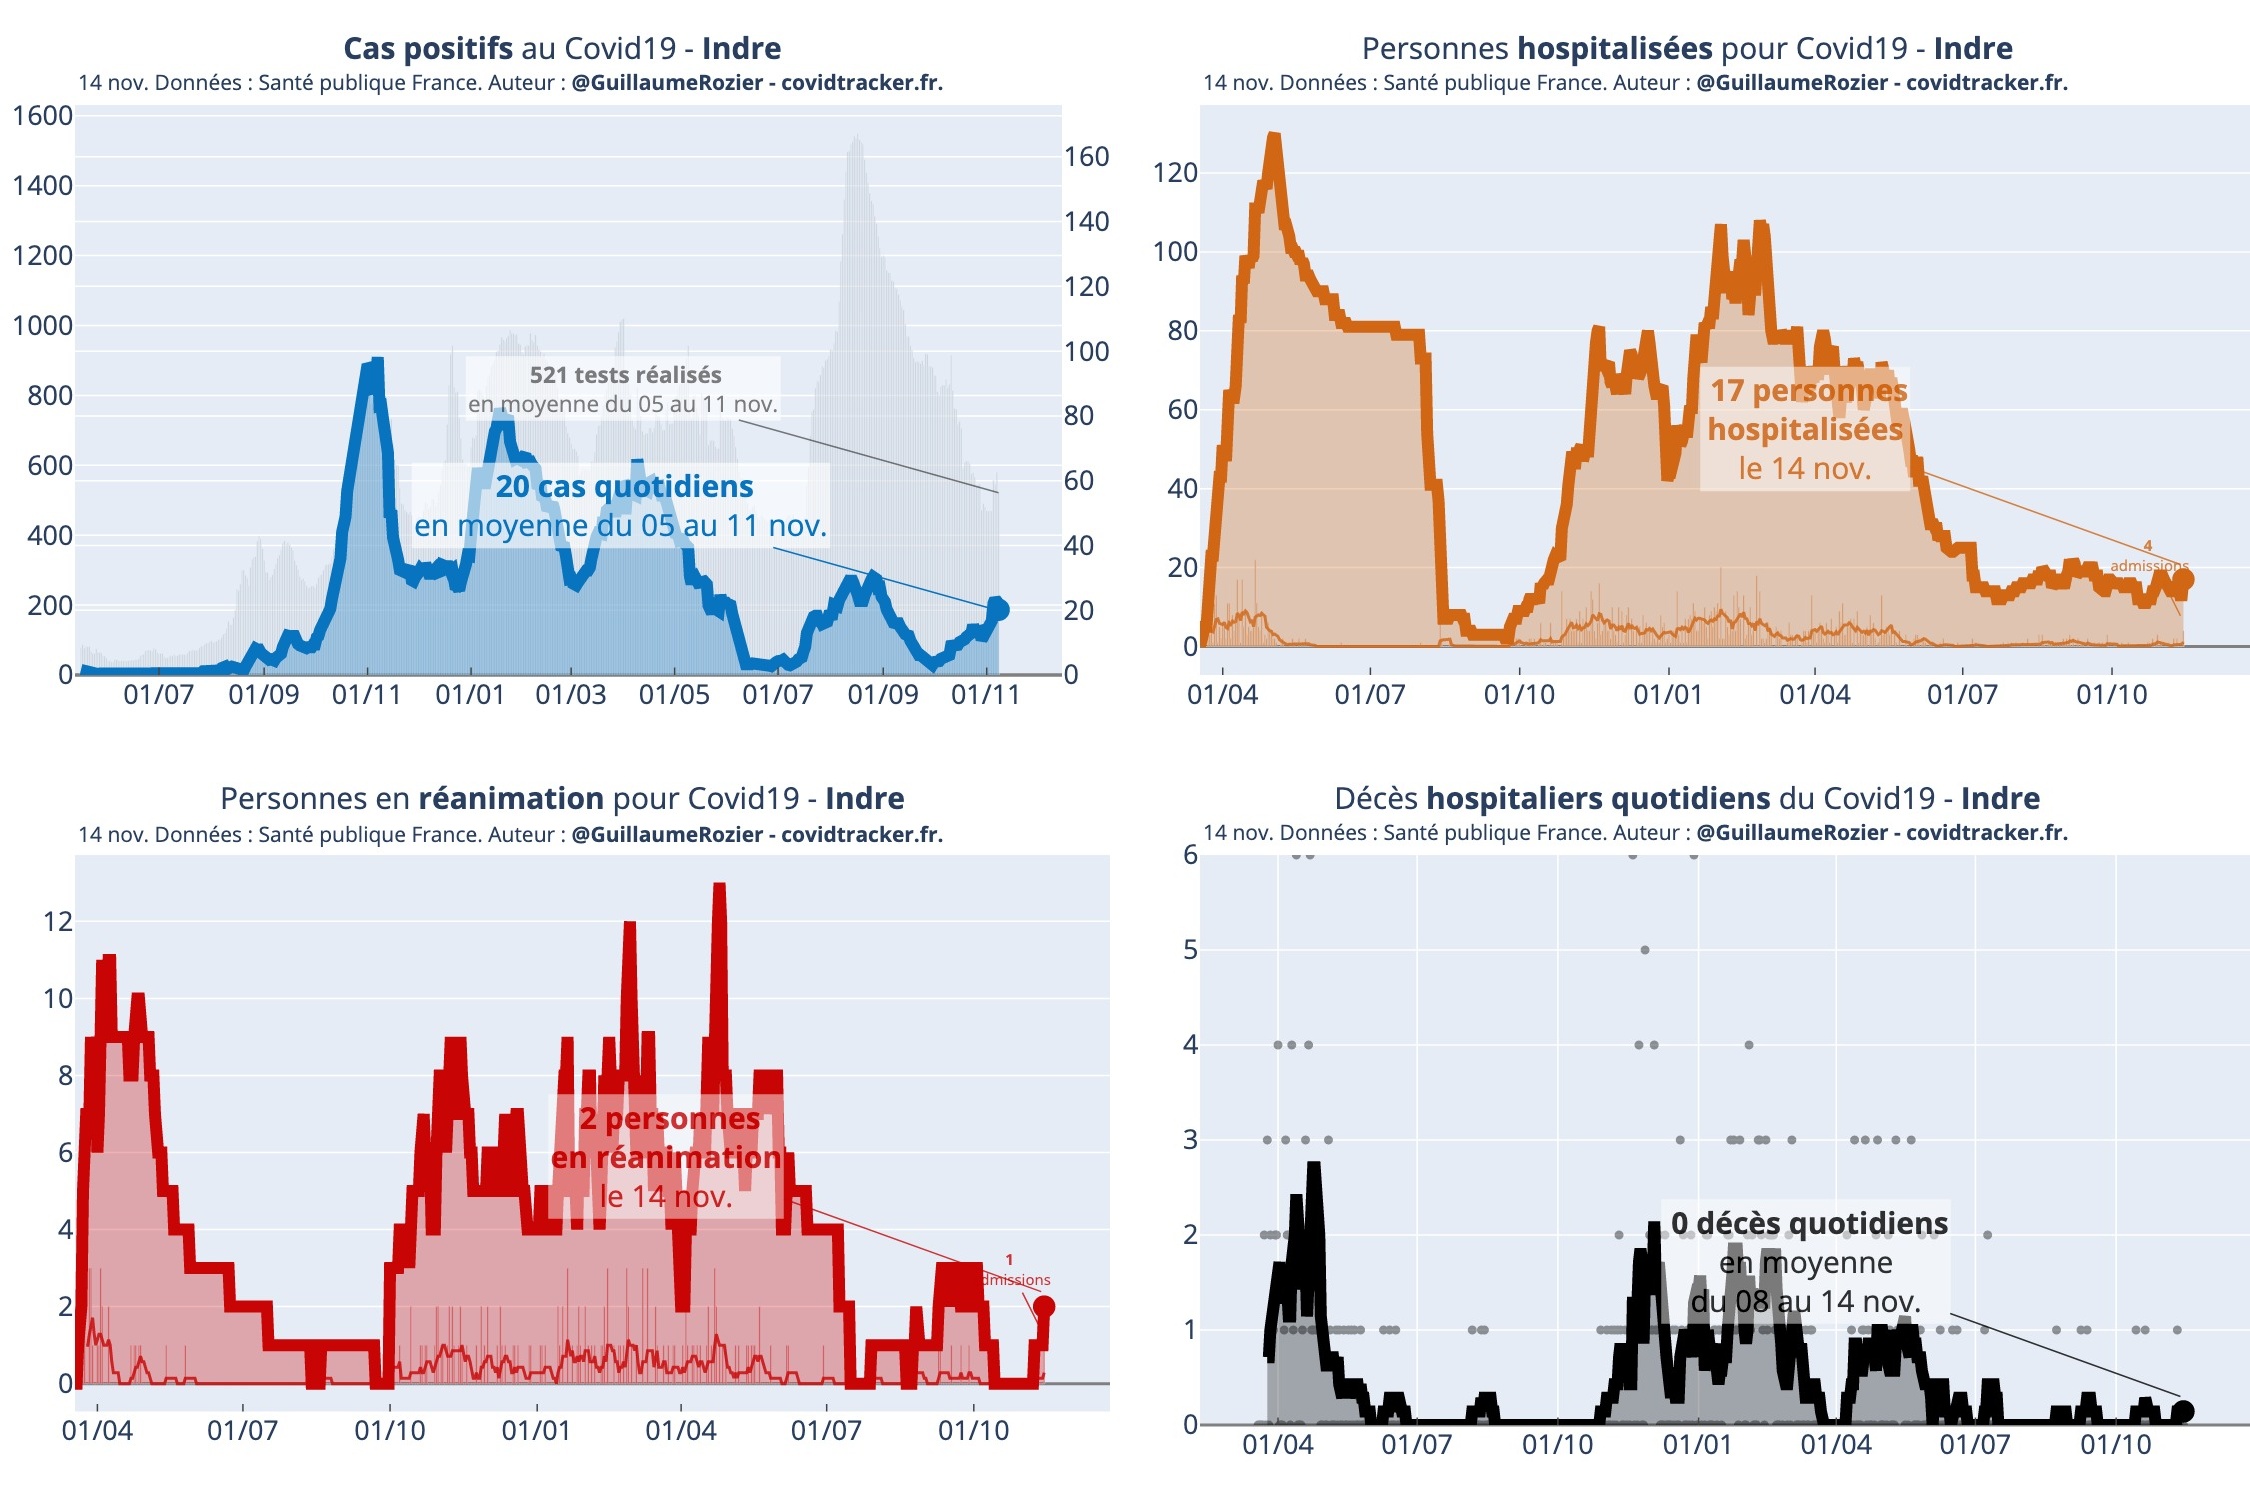 Cas positifs au Covid19 - Indre
14 nov. Données : Santé publique France. Auteur : @GuillaumeRozier - covidtracker.fr.
1600
1400
1200
1000
800
600
400
200
0
160
140
120
100
80
60
40
20
0
521 tests réalisés
en moyenne du 05 au 11 nov.
20 cas quotidiens
en moyenne du 05 au 11 nov.
01/07 01/09 01/11 01/01 01/03 01/05 01/07 01/09 01/11
Personnes hospitalisées pour Covid19 - Indre
14 nov. Données : Santé publique France. Auteur : @GuillaumeRozier - covidtracker.fr.
120
100
80
60
40
20
0
17 personnes
hospitalisées
le 14 nov.
4
admissions
01/04 01/07 01/10 01/01 01/04 01/07 01/10
Personnes en réanimation pour Covid19 - Indre
14 nov. Données : Santé publique France. Auteur : @GuillaumeRozier - covidtracker.fr.
12
10
8
6
4
2
0
2 personnes
en réanimation
le 14 nov.
1
dmissions
01/04 01/07 01/10 01/01 01/04 01/07 01/10
Décès hospitaliers quotidiens du Covid19 - Indre
14 nov. Données : Santé publique France. Auteur : @GuillaumeRozier - covidtracker.fr.
6
5
4
3
2
1
0
0 décès quotidiens
en moyenne
du 08 au 14 nov.
01/04 01/07 01/10 01/01 01/04 01/07 01/10